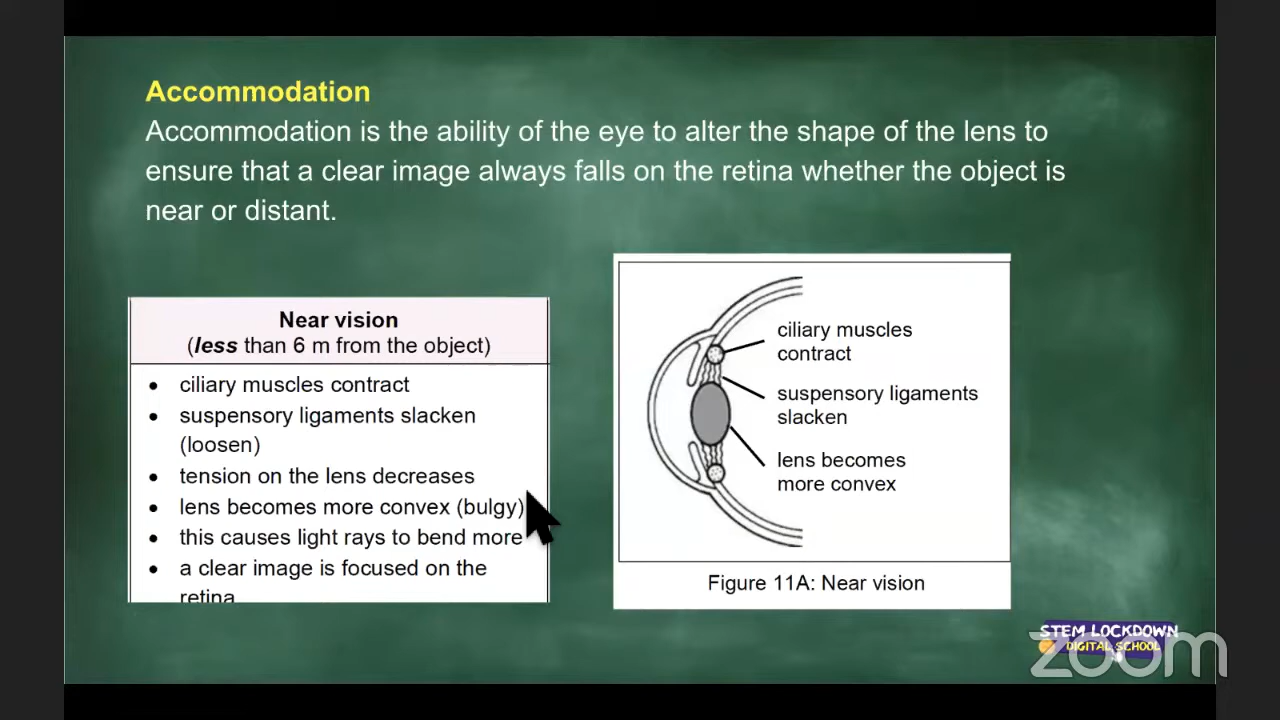 Accommodation
Accommodation is the ability of the eye to alter the shape of the lens to
ensure that a clear image always falls on the retina whether the object is
near or distant.
Near vision
(less than 6 m from the object)
• ciliary muscles contract
• suspensory ligaments slacken
(loosen)
• tension on the lens decreases
• lens becomes more convex (bulgy)
• this causes light rays to bend more
• a clear image is focused on the
retina
ciliary muscles
contract
suspensory ligaments
slacken
lens becomes
more convex
Figure 11A: Near vision
STEM LOCKDOWN
DIGITAL SCHOOL
zoom